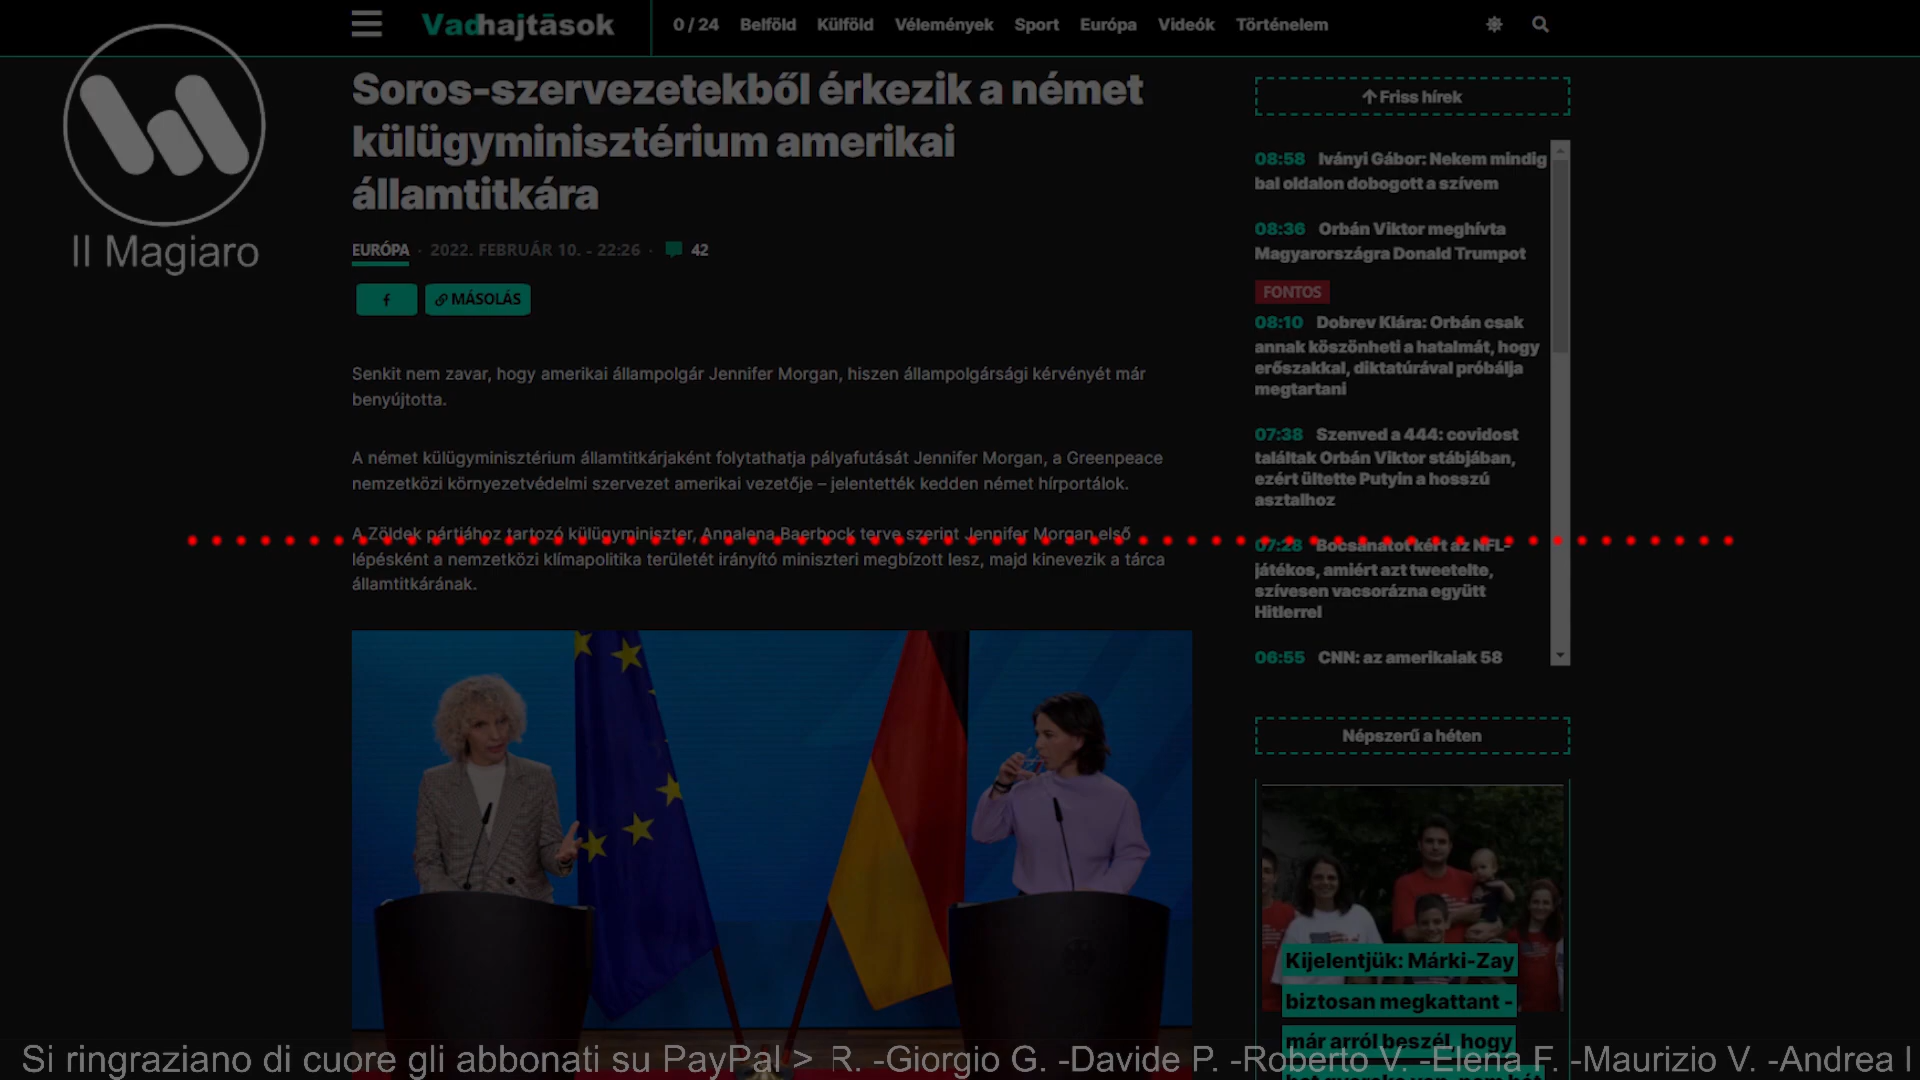 Vadhajtások
0 / 24 Belföld Külföld Vélemények Sport Európa Videók Történelem
Il Magiaro
Soros-szervezetekből érkezik a német
külügyminisztérium amerikai
államtitkára
EURÓPA · 2022. FEBRUÁR 10. - 22:26 · 42
f MÁSOLÁS
Senkit nem zavar, hogy amerikai állampolgár Jennifer Morgan, hiszen állampolgársági kérvényét már
benyújtotta.
A német külügyminisztérium államtitkárjaként folytathatja pályafutását Jennifer Morgan, a Greenpeace
nemzetközi környezetvédelmi szervezet amerikai vezetője – jelentették kedden német hírportálok.
A Zöldek pártjához tartozó külügyminiszter, Annalena Baerbock terve szerint Jennifer Morgan első
lépésként a nemzetközi klímapolitika területét irányító miniszteri megbízott lesz, majd kinevezik a tárca
államtitkárának.
Friss hírek
08:58 Iványi Gábor: Nekem mindig
bal oldalon dobogott a szívem
08:36 Orbán Viktor meghívta
Magyarországra Donald Trumpot
FONTOS
08:10 Dobrev Klára: Orbán csak
annak köszönheti a hatalmát, hogy
erőszakkal, diktatúrával próbálja
megtartani
07:38 Szenved a 444: covidost
találtak Orbán Viktor stábjában,
ezért ültette Putyin a hosszú
asztalhoz
07:28 Bocsánatot kért az NFL-
játékos, amiért azt tweetelte,
szívesen vacsorázna együtt
Hitlerrel
06:55 CNN: az amerikaiak 58
Népszerű a héten
Kijelentjük: Márki-Zay
biztosan megkattant -
már arról beszél, hogy
Si ringraziano di cuore gli abbonati su PayPal > R. -Giorgio G. -Davide P. -Roberto V. -Elena F. -Maurizio V. -Andrea